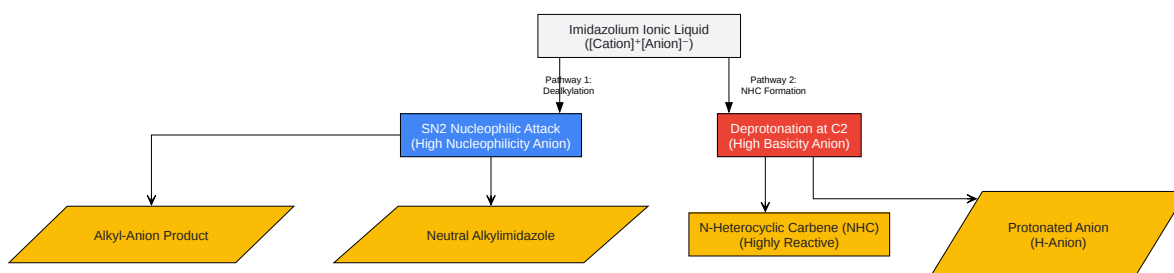 Imidazolium Ionic Liquid
([Cation]⁺[Anion]⁻)
Pathway 1:
Dealkylation
Pathway 2:
NHC Formation
SN2 Nucleophilic Attack
(High Nucleophilicity Anion)
Deprotonation at C2
(High Basicity Anion)
Alkyl-Anion Product
Neutral Alkylimidazole
N-Heterocyclic Carbene (NHC)
(Highly Reactive)
Protonated Anion
(H-Anion)